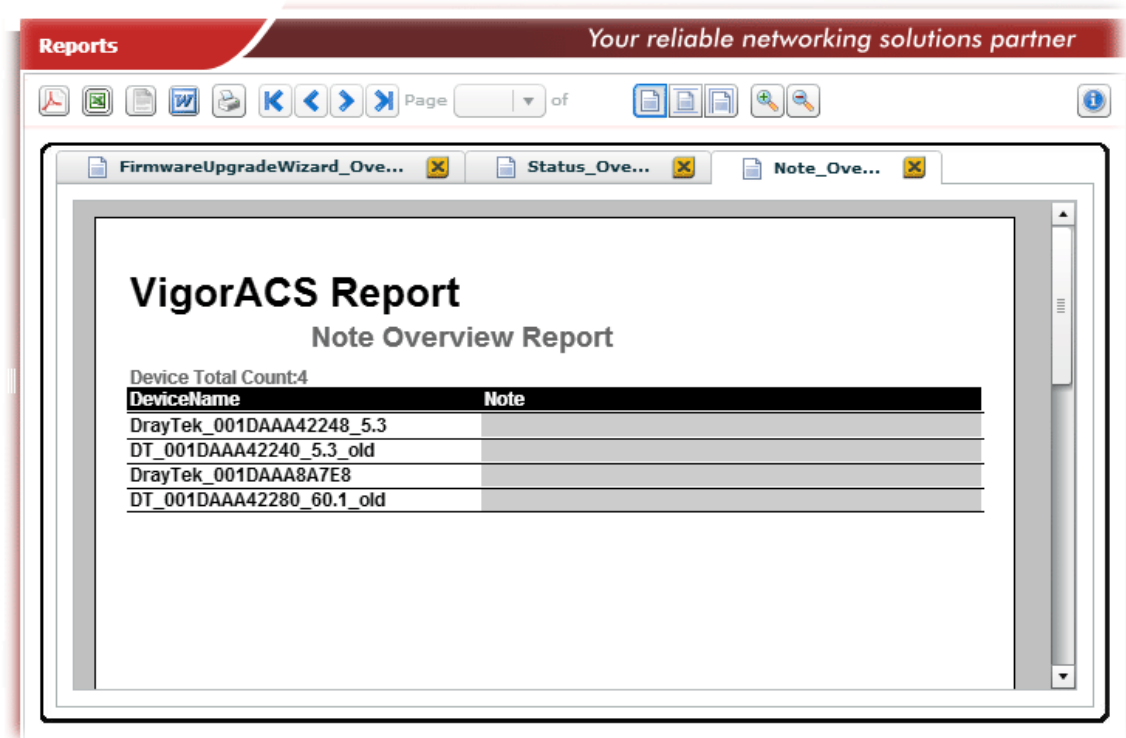 Reports
Your reliable networking solutions partner
Page of
FirmwareUpgradeWizard_Ove... Status_Ove... Note_Ove...
VigorACS Report
Note Overview Report
Device Total Count:4
DeviceName Note
DrayTek_001DAAA42248_5.3
DT_001DAAA42240_5.3_old
DrayTek_001DAAA8A7E8
DT_001DAAA42280_60.1_old